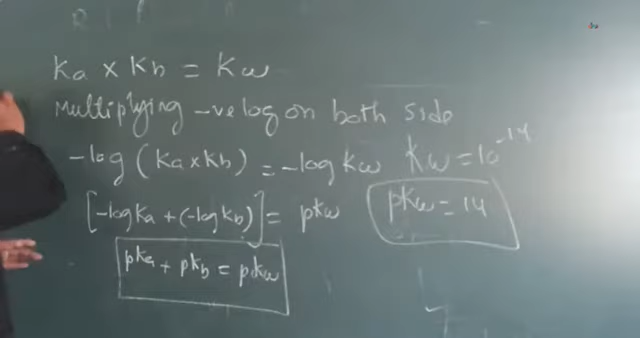 Ka × Kb = Kw
Multiplying -ve log on both side
-log (Ka×Kb) = -log Kw Kw = 10⁻¹⁴
[-log Ka + (-log Kb)] = pKw pKw = 14
pKa + pKb = pKw